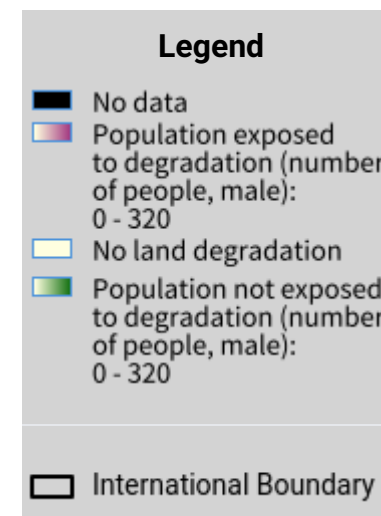 Legend
No data
Population exposed
to degradation (number
of people, male):
0 - 320
No land degradation
Population not exposed
to degradation (number
of people, male):
0 - 320
International Boundary